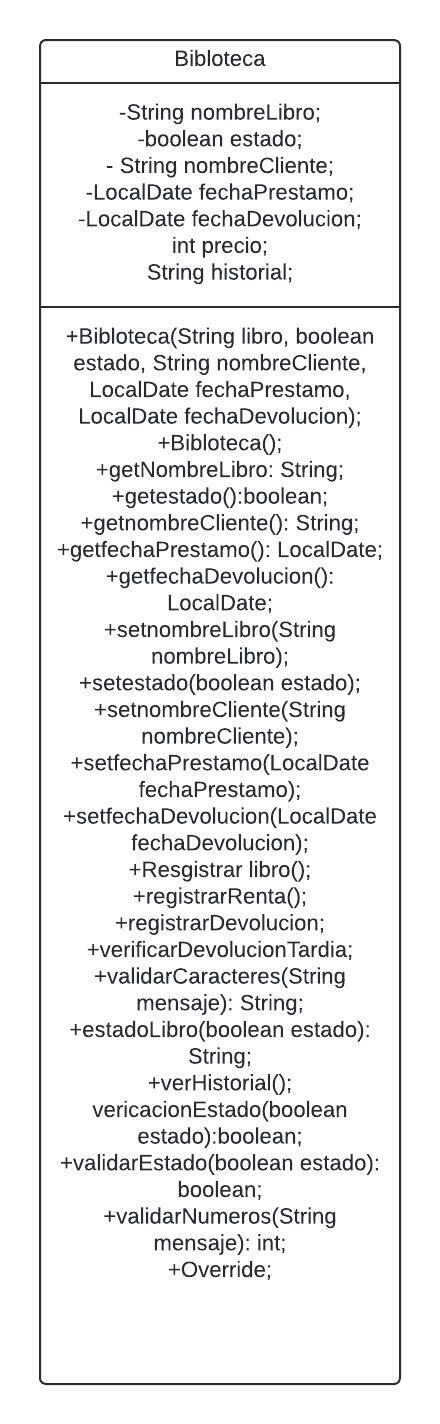 Bibloteca
-String nombreLibro;
-boolean estado;
- String nombreCliente;
-LocalDate fechaPrestamo;
-LocalDate fechaDevolucion;
int precio;
String historial;
+Bibloteca(String libro, boolean
estado, String nombreCliente,
LocalDate fechaPrestamo,
LocalDate fechaDevolucion);
+Bibloteca();
+getNombreLibro: String;
+getestado():boolean;
+getnombreCliente(): String;
+getfechaPrestamo(): LocalDate;
+getfechaDevolucion():
LocalDate;
+setnombreLibro(String
nombreLibro);
+setestado(boolean estado);
+setnombreCliente(String
nombreCliente);
+setfechaPrestamo(LocalDate
fechaPrestamo);
+setfechaDevolucion(LocalDate
fechaDevolucion);
+Resgistrar libro();
+registrarRenta();
+registrarDevolucion;
+verificarDevolucionTardia;
+validarCaracteres(String
mensaje): String;
+estadoLibro(boolean estado):
String;
+verHistorial();
vericacionEstado(boolean
estado):boolean;
+validarEstado(boolean estado):
boolean;
+validarNumeros(String
mensaje): int;
+Override;